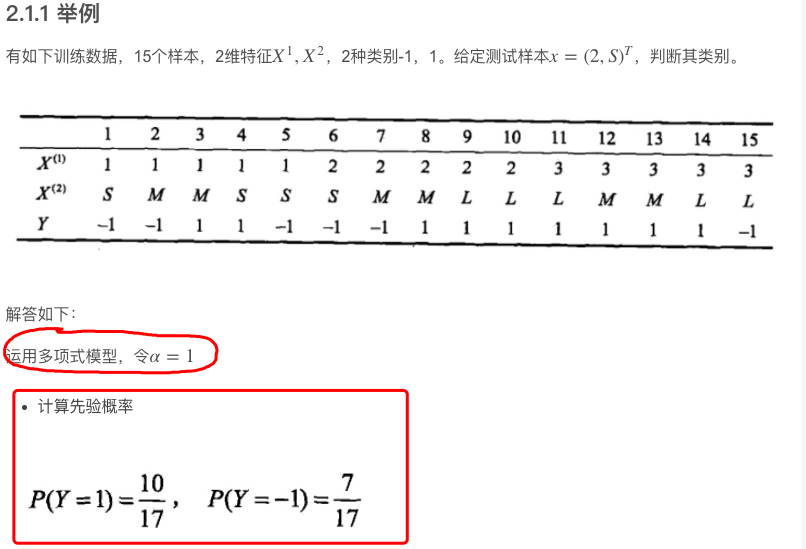 2.1.1 举例
有如下训练数据，15个样本，2维特征X¹, X²，2种类别-1，1。给定测试样本x = (2, S)ᵀ，判断其类别。
1 2 3 4 5 6 7 8 9 10 11 12 13 14 15
X⁽¹⁾ 1 1 1 1 1 2 2 2 2 2 3 3 3 3 3
X⁽²⁾ S M M S S S M M L L L M M L L
Y −1 −1 1 1 −1 −1 −1 1 1 1 1 1 1 1 −1
解答如下：
运用多项式模型，令α = 1
• 计算先验概率
P(Y = 1) = 10/17， P(Y = −1) = 7/17